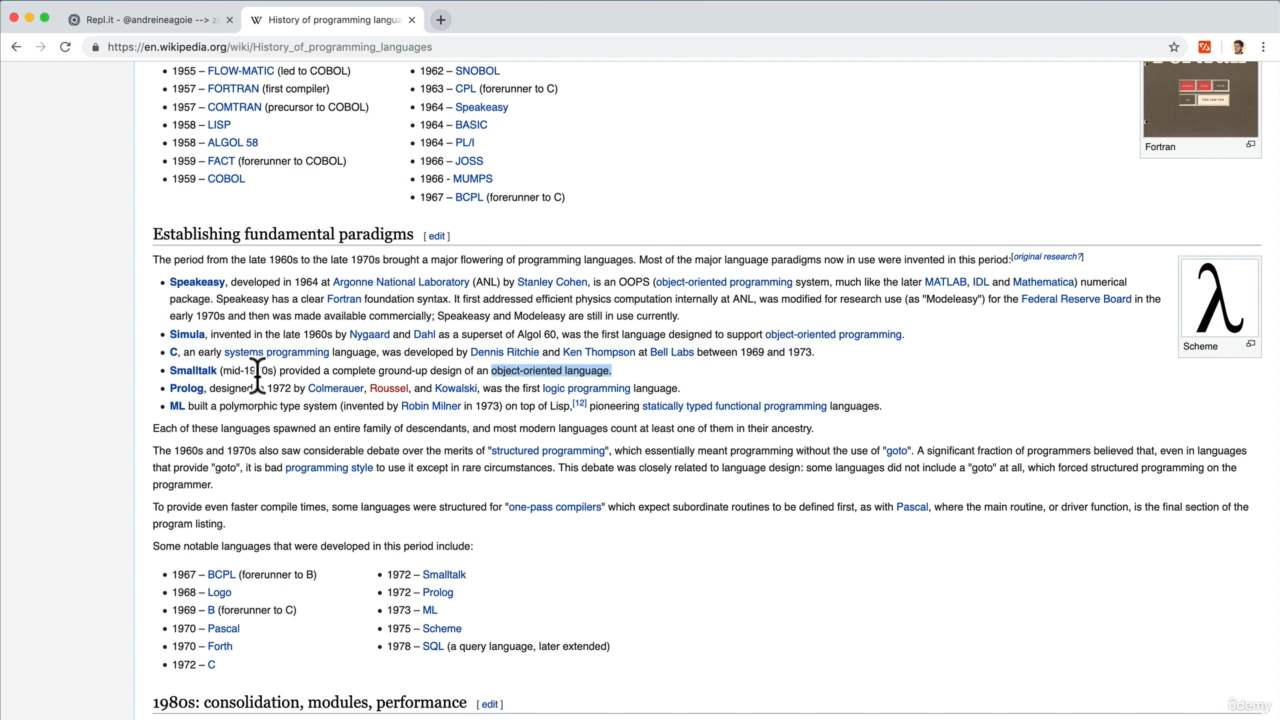 Repl.it - @andreineagoie --> z
History of programming langua
https://en.wikipedia.org/wiki/History_of_programming_languages
1955 – FLOW-MATIC (led to COBOL)
1957 – FORTRAN (first compiler)
1957 – COMTRAN (precursor to COBOL)
1958 – LISP
1958 – ALGOL 58
1959 – FACT (forerunner to COBOL)
1959 – COBOL
1962 – SNOBOL
1963 – CPL (forerunner to C)
1964 – Speakeasy
1964 – BASIC
1964 – PL/I
1966 – JOSS
1966 - MUMPS
1967 – BCPL (forerunner to C)
Fortran
Establishing fundamental paradigms [ edit ]
The period from the late 1960s to the late 1970s brought a major flowering of programming languages. Most of the major language paradigms now in use were invented in this period:[original research?]
Speakeasy, developed in 1964 at Argonne National Laboratory (ANL) by Stanley Cohen, is an OOPS (object-oriented programming system, much like the later MATLAB, IDL and Mathematica) numerical
package. Speakeasy has a clear Fortran foundation syntax. It first addressed efficient physics computation internally at ANL, was modified for research use (as "Modeleasy") for the Federal Reserve Board in the
early 1970s and then was made available commercially; Speakeasy and Modeleasy are still in use currently.
Simula, invented in the late 1960s by Nygaard and Dahl as a superset of Algol 60, was the first language designed to support object-oriented programming.
C, an early systems programming language, was developed by Dennis Ritchie and Ken Thompson at Bell Labs between 1969 and 1973.
Smalltalk (mid-1970s) provided a complete ground-up design of an object-oriented language.
Prolog, designed 1972 by Colmerauer, Roussel, and Kowalski, was the first logic programming language.
ML built a polymorphic type system (invented by Robin Milner in 1973) on top of Lisp,[12] pioneering statically typed functional programming languages.
λ
Scheme
Each of these languages spawned an entire family of descendants, and most modern languages count at least one of them in their ancestry.
The 1960s and 1970s also saw considerable debate over the merits of "structured programming", which essentially meant programming without the use of "goto". A significant fraction of programmers believed that, even in languages
that provide "goto", it is bad programming style to use it except in rare circumstances. This debate was closely related to language design: some languages did not include a "goto" at all, which forced structured programming on the
programmer.
To provide even faster compile times, some languages were structured for "one-pass compilers" which expect subordinate routines to be defined first, as with Pascal, where the main routine, or driver function, is the final section of the
program listing.
Some notable languages that were developed in this period include:
1967 – BCPL (forerunner to B)
1968 – Logo
1969 – B (forerunner to C)
1970 – Pascal
1970 – Forth
1972 – C
1972 – Smalltalk
1972 – Prolog
1973 – ML
1975 – Scheme
1978 – SQL (a query language, later extended)
1980s: consolidation, modules, performance [ edit ]
ûdemy